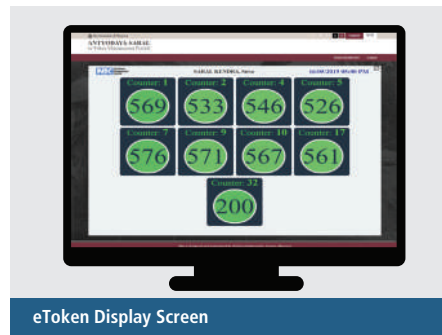 ANTYODAYA SARAL
SARAL KENDRA, Sirsa
16/08/2019 05:00 PM
Counter: 1
Counter: 2
Counter: 4
Counter: 5
569
533
546
526
Counter: 7
Counter: 9
Counter: 10
Counter: 17
576
571
567
561
Counter: 32
200
eToken Display Screen